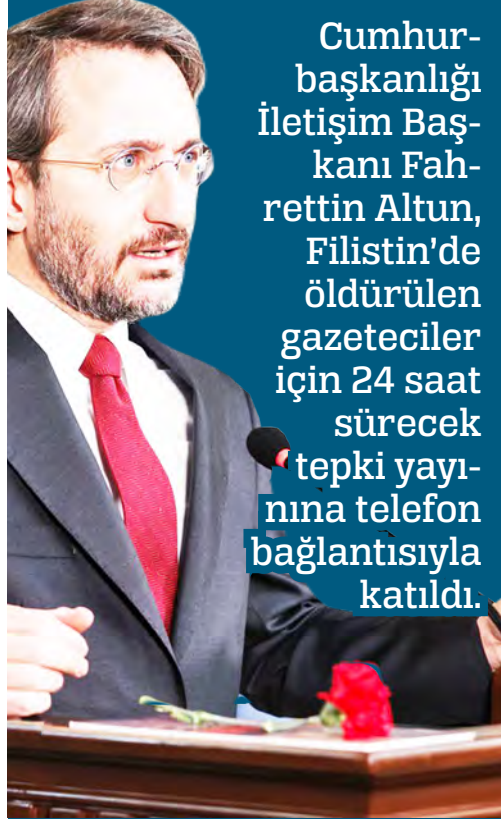 Cumhur-
başkanlığı
İletişim Baş-
kanı Fah-
rettin Altun,
Filistin’de
öldürülen
gazeteciler
için 24 saat
sürecek
tepki yayı-
nına telefon
bağlantısıyla
katıldı.